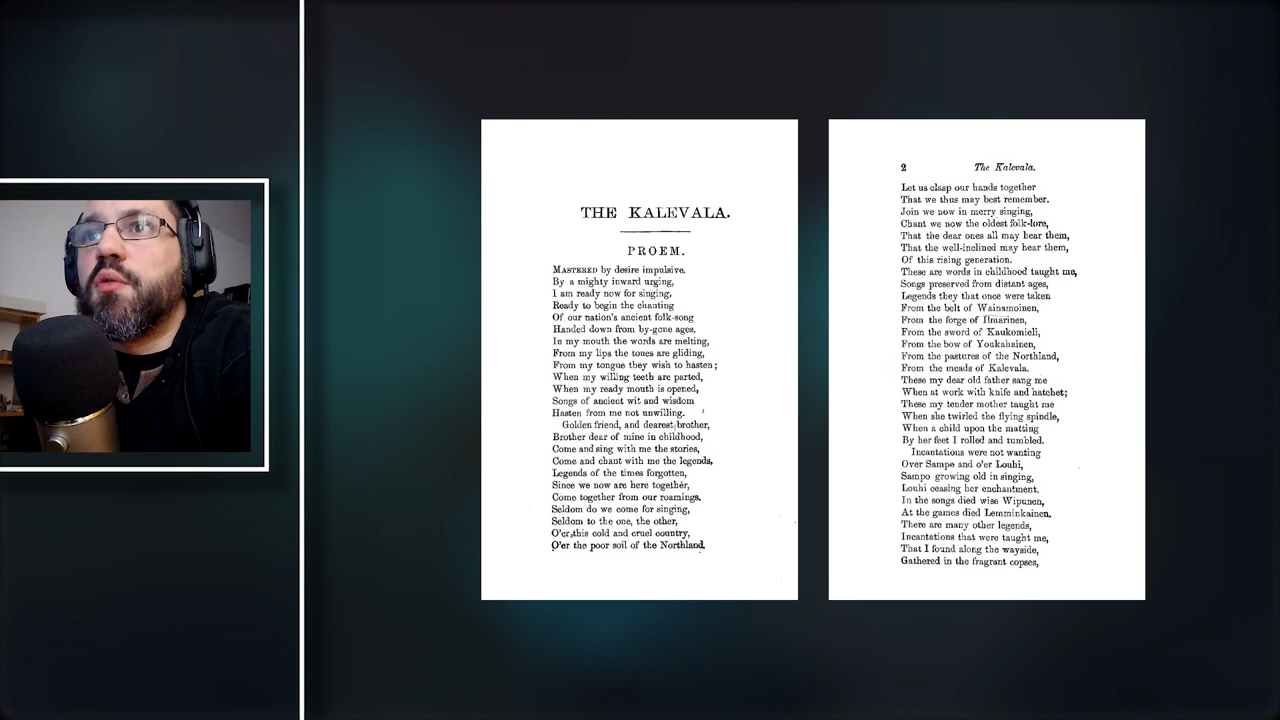 THE KALEVALA.
PROEM.
MASTERED by desire impulsive.
By a mighty inward urging,
I am ready now for singing,
Ready to begin the chanting
Of our nation's ancient folk-song
Handed down from by-gone ages.
In my mouth the words are melting,
From my lips the tones are gliding,
From my tongue they wish to hasten;
When my willing teeth are parted,
When my ready mouth is opened,
Songs of ancient wit and wisdom
Hasten from me not unwilling.
Golden friend, and dearest brother,
Brother dear of mine in childhood,
Come and sing with me the stories,
Come and chant with me the legends,
Legends of the times forgotten,
Since we now are here together,
Come together from our roamings.
Seldom do we come for singing,
Seldom to the one, the other,
O'er this cold and cruel country,
O'er the poor soil of the Northland.
2 The Kalevala.
Let us clasp our hands together
That we thus may best remember.
Join we now in merry singing,
Chant we now the oldest folk-lore,
That the dear ones all may hear them,
That the well-inclined may hear them,
Of this rising generation.
These are words in childhood taught me,
Songs preserved from distant ages,
Legends they that once were taken
From the belt of Wainamoinen,
From the forge of Ilmarinen,
From the sword of Kaukomieli,
From the bow of Youkahainen,
From the pastures of the Northland,
From the meads of Kalevala.
These my dear old father sang me
When at work with knife and hatchet;
These my tender mother taught me
When she twirled the flying spindle,
When a child upon the matting
By her feet I rolled and tumbled.
Incantations were not wanting
Over Sampo and o'er Louhi,
Sampo growing old in singing,
Louhi ceasing her enchantment.
In the songs died wise Wipunen,
At the games died Lemminkainen.
There are many other legends,
Incantations that were taught me,
That I found along the wayside,
Gathered in the fragrant copses,